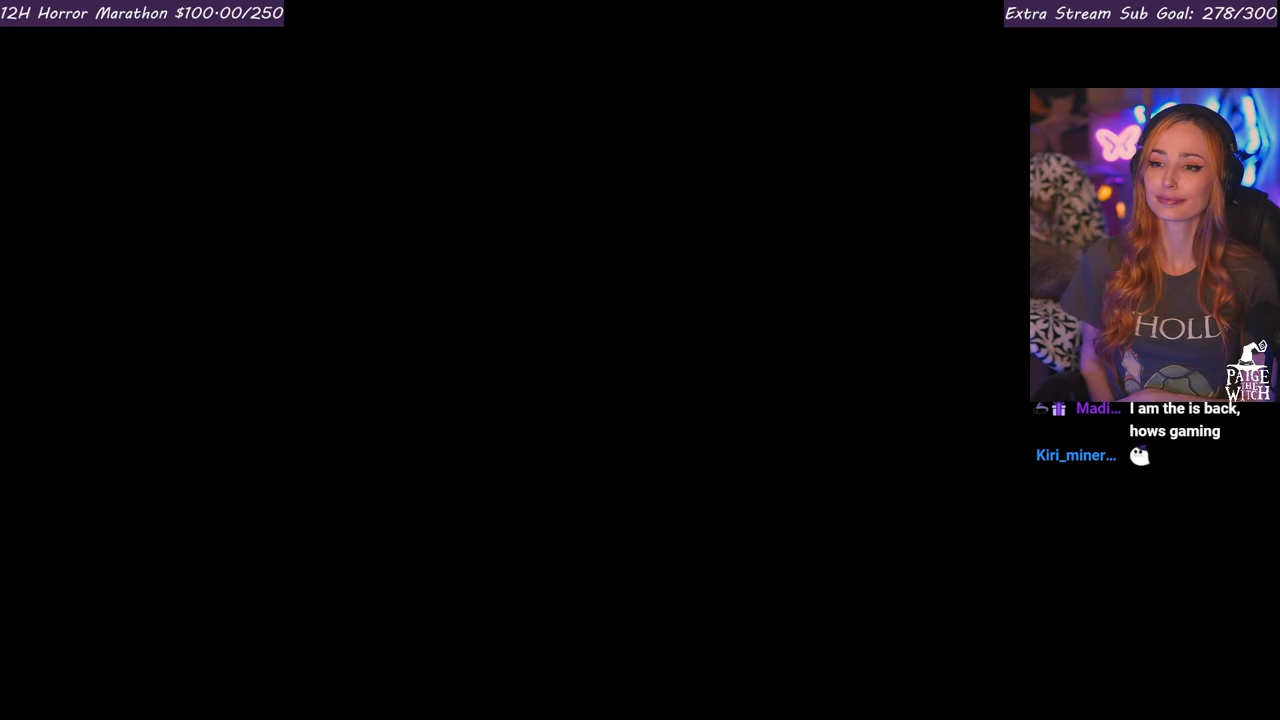 12H Horror Marathon $100.00/250
Extra Stream Sub Goal: 278/300
HOLD
PAIGE
THE
WITCH
Madi... I am the is back,
hows gaming
Kiri_miner...